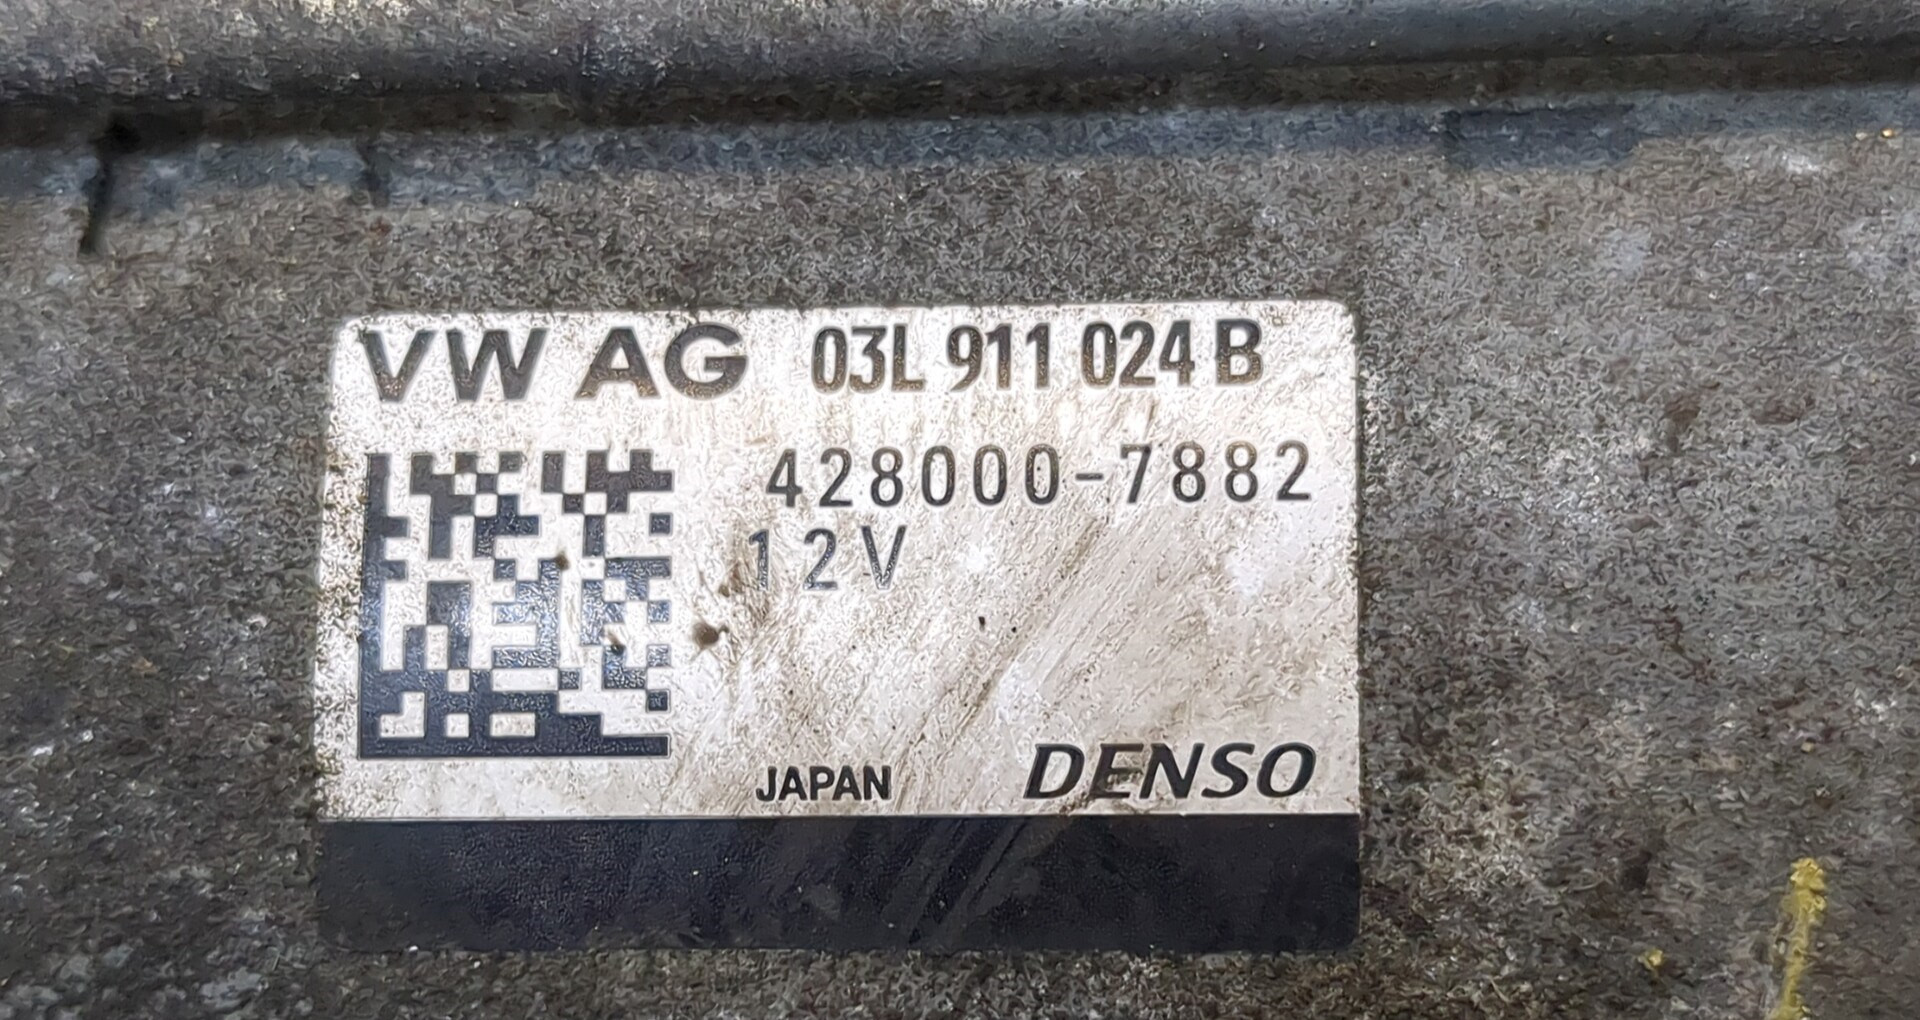 VW AG 03L 911 024 B
428000-7882
12V
JAPAN DENSO